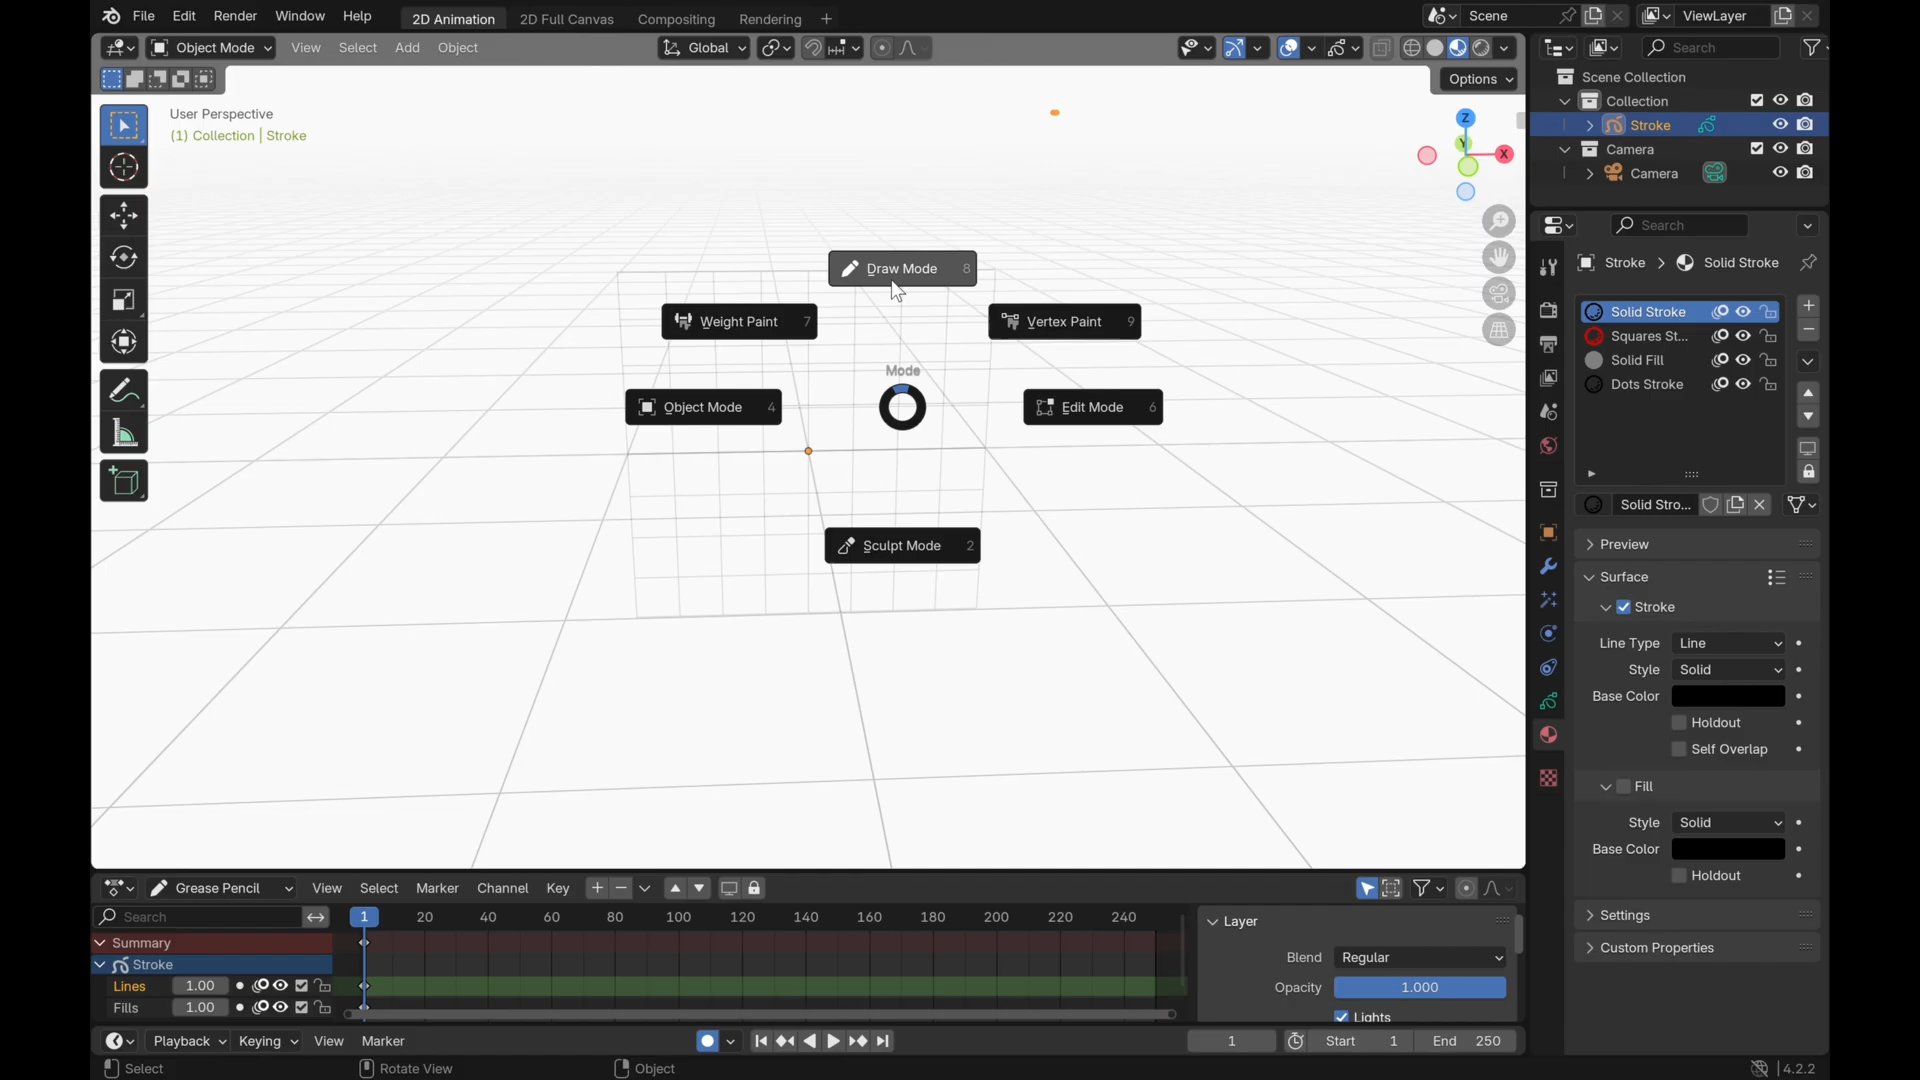 File Edit Render Window Help 2D Animation 2D Full Canvas Compositing Rendering + Scene ViewLayer
Object Mode View Select Add Object Global Search
Options
User Perspective
(1) Collection | Stroke
Z
Y
X
Scene Collection
Collection
Stroke
Camera
Camera
Search
Stroke > Solid Stroke
Draw Mode 8
Weight Paint 7
Vertex Paint 9
Mode
Object Mode 4
Edit Mode 6
Sculpt Mode 2
Solid Stroke
Squares St...
Solid Fill
Dots Stroke
Solid Stro...
Preview
Surface
Stroke
Line Type Line
Style Solid
Base Color
Holdout
Self Overlap
Fill
Style Solid
Base Color
Holdout
Settings
Custom Properties
Grease Pencil View Select Marker Channel Key
Search 1 20 40 60 80 100 120 140 160 180 200 220 240
Summary
Stroke
Lines 1.00
Fills 1.00
Layer
Blend Regular
Opacity 1.000
Lights
Playback Keying View Marker 1 Start 1 End 250
Select Rotate View Object 4.2.2